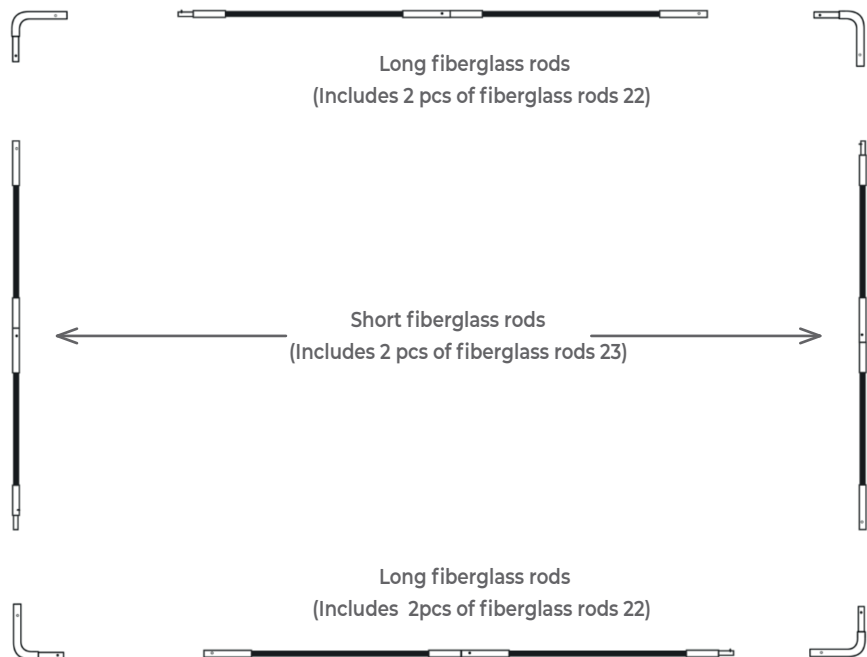 Long fiberglass rods
(Includes 2 pcs of fiberglass rods 22)
Short fiberglass rods
(Includes 2 pcs of fiberglass rods 23)
Long fiberglass rods
(Includes  2pcs of fiberglass rods 22)